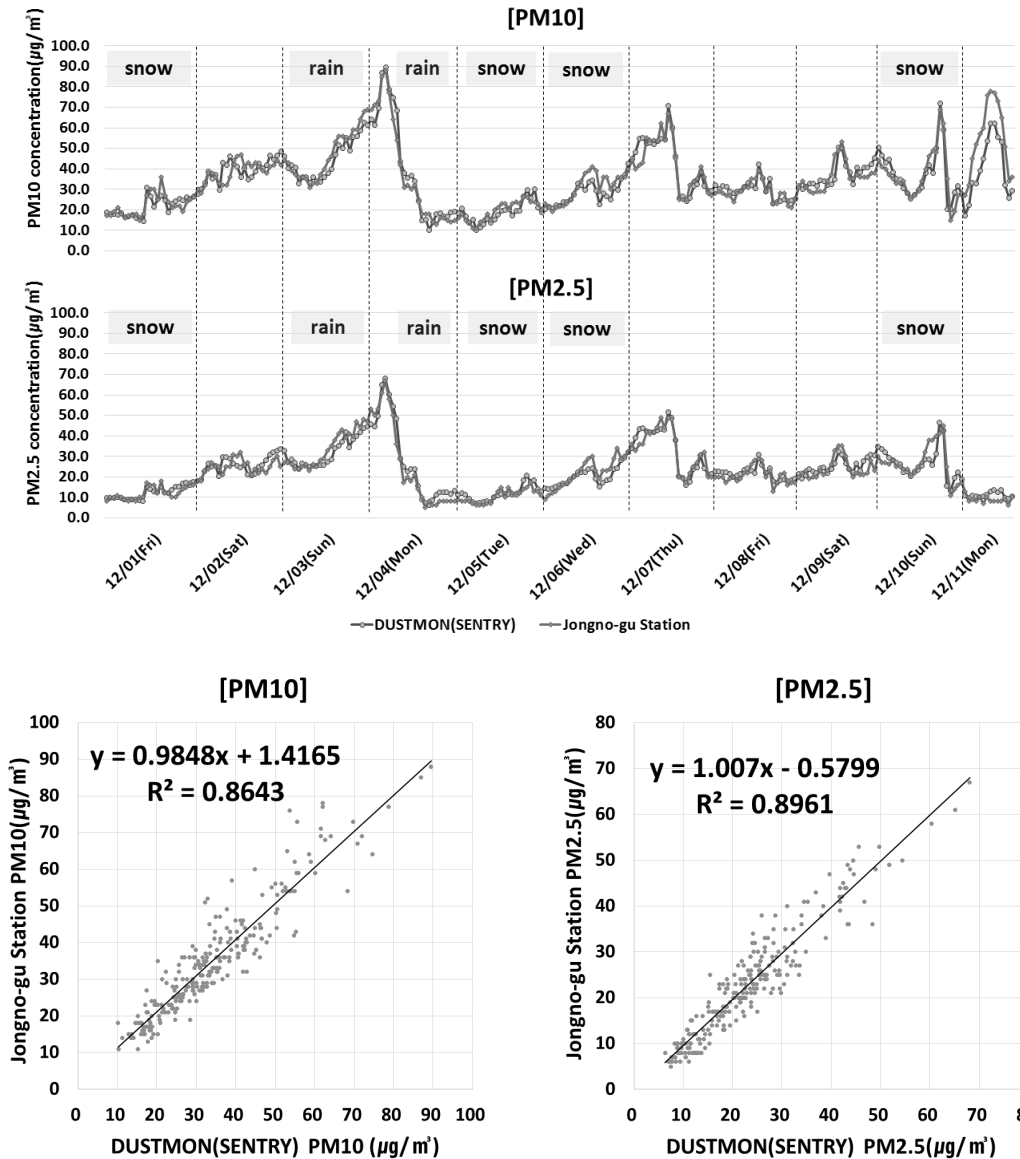 [PM10]
PM10 concentration(µg/㎥)
100.0
90.0
80.0
70.0
60.0
50.0
40.0
30.0
20.0
10.0
0.0
snow rain rain snow snow snow
[PM2.5]
PM2.5 concentration(µg/㎥)
100.0
90.0
80.0
70.0
60.0
50.0
40.0
30.0
20.0
10.0
0.0
snow rain rain snow snow snow
12/01(Fri) 12/02(Sat) 12/03(Sun) 12/04(Mon) 12/05(Tue) 12/06(Wed) 12/07(Thu) 12/08(Fri) 12/09(Sat) 12/10(Sun) 12/11(Mon)
DUSTMON(SENTRY) Jongno-gu Station
[PM10]
Jongno-gu Station PM10(µg/㎥)
100
90
80
70
60
50
40
30
20
10
0
y = 0.9848x + 1.4165
R² = 0.8643
0 10 20 30 40 50 60 70 80 90 100
DUSTMON(SENTRY) PM10 (µg/㎥)
[PM2.5]
Jongno-gu Station PM2.5(µg/㎥)
80
70
60
50
40
30
20
10
0
y = 1.007x - 0.5799
R² = 0.8961
0 10 20 30 40 50 60 70
DUSTMON(SENTRY) PM2.5(µg/㎥)